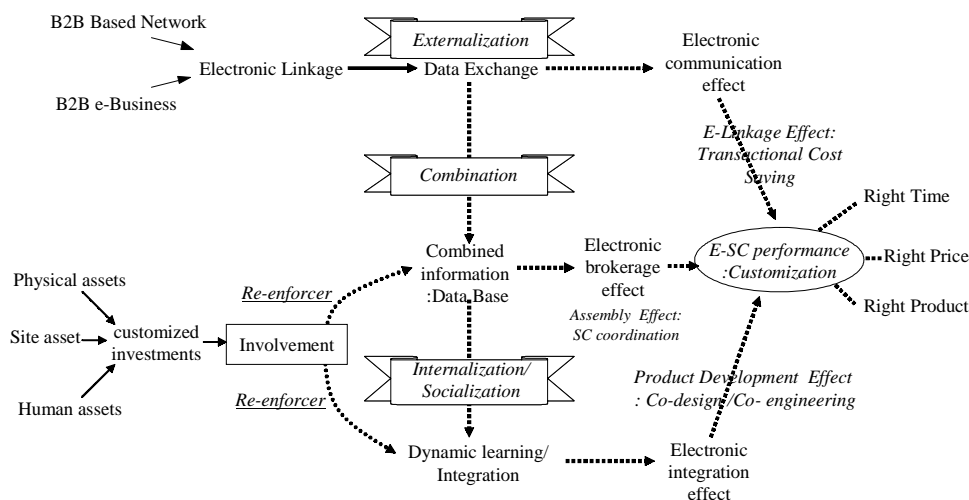 B2B Based Network
Externalization
Electronic
communication
effect
Electronic Linkage
Data Exchange
B2B e-Business
E-Linkage Effect:
Transactional Cost
Saving
Combination
Right Time
E-SC performance
:Customization
Right Price
Right Product
Combined
information
:Data Base
Electronic
brokerage
effect
Assembly Effect:
SC coordination
Physical assets
Re-enforcer
Site asset
customized
investments
Involvement
Human assets
Re-enforcer
Internalization/
Socialization
Product Development Effect
: Co-design /Co- engineering
Dynamic learning/
Integration
Electronic
integration
effect